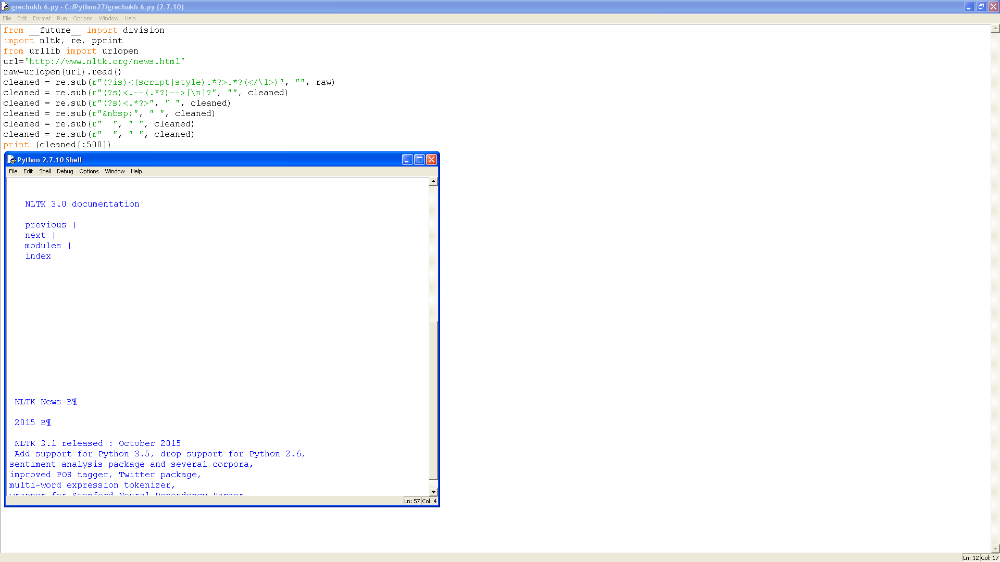 grechukh 6.py - C:/Python27/grechukh 6.py (2.7.10)
File Edit Format Run Options Window Help
from __future__ import division
import nltk, re, pprint
from urllib import urlopen
url='http://www.nltk.org/news.html'
raw=urlopen(url).read()
cleaned = re.sub(r"(?is)<(script|style).*?>.*?(</\1>)", "", raw)
cleaned = re.sub(r"(?s)<!--(.*?)-->[\n]?", "", cleaned)
cleaned = re.sub(r"(?s)<.*?>", " ", cleaned)
cleaned = re.sub(r"&nbsp;", " ", cleaned)
cleaned = re.sub(r"  ", " ", cleaned)
cleaned = re.sub(r"  ", " ", cleaned)
print (cleaned[:500])
Python 2.7.10 Shell
File Edit Shell Debug Options Window Help
NLTK 3.0 documentation
previous |
next |
modules |
index
NLTK News В¶
2015 В¶
NLTK 3.1 released : October 2015
Add support for Python 3.5, drop support for Python 2.6,
sentiment analysis package and several corpora,
improved POS tagger, Twitter package,
multi-word expression tokenizer,
wrapper for Stanford Neural Dependency Parser
Ln: 57 Col: 4
Ln: 12 Col: 17